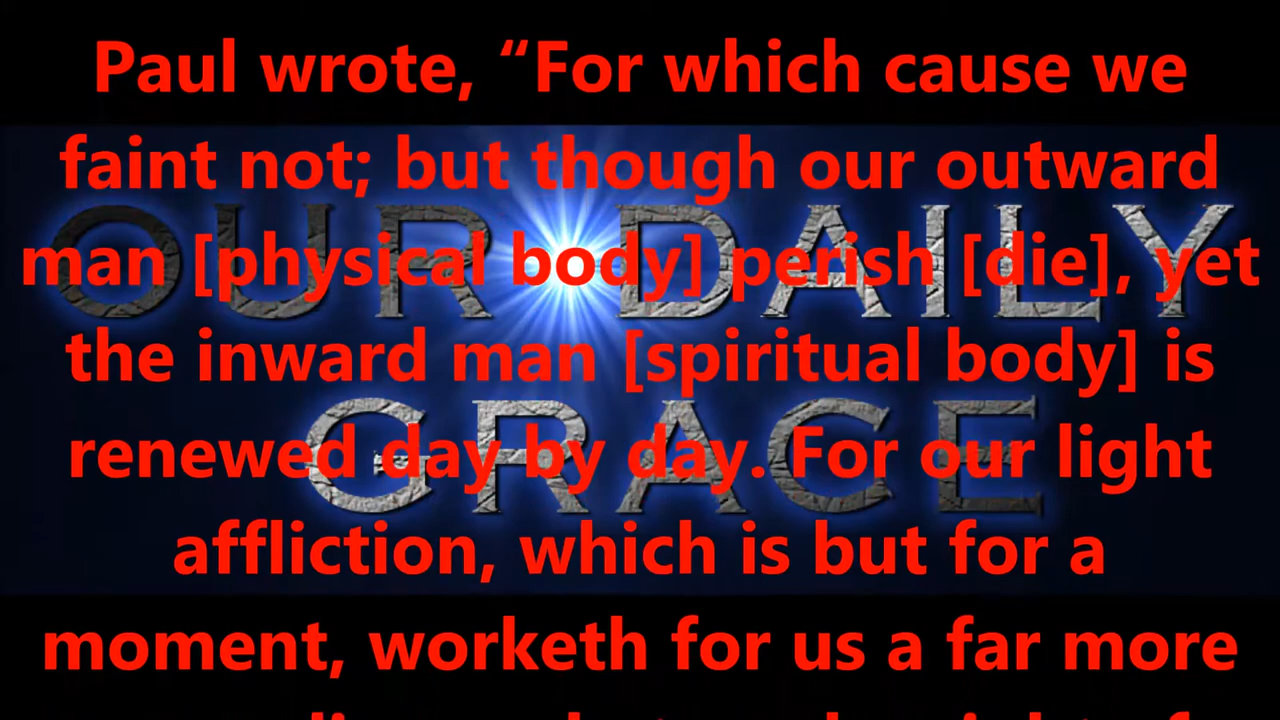 Paul wrote, “For which cause we
faint not; but though our outward
man [physical body] perish [die], yet
the inward man [spiritual body] is
renewed day by day. For our light
affliction, which is but for a
moment, worketh for us a far more
OUR DAILY
GRACE